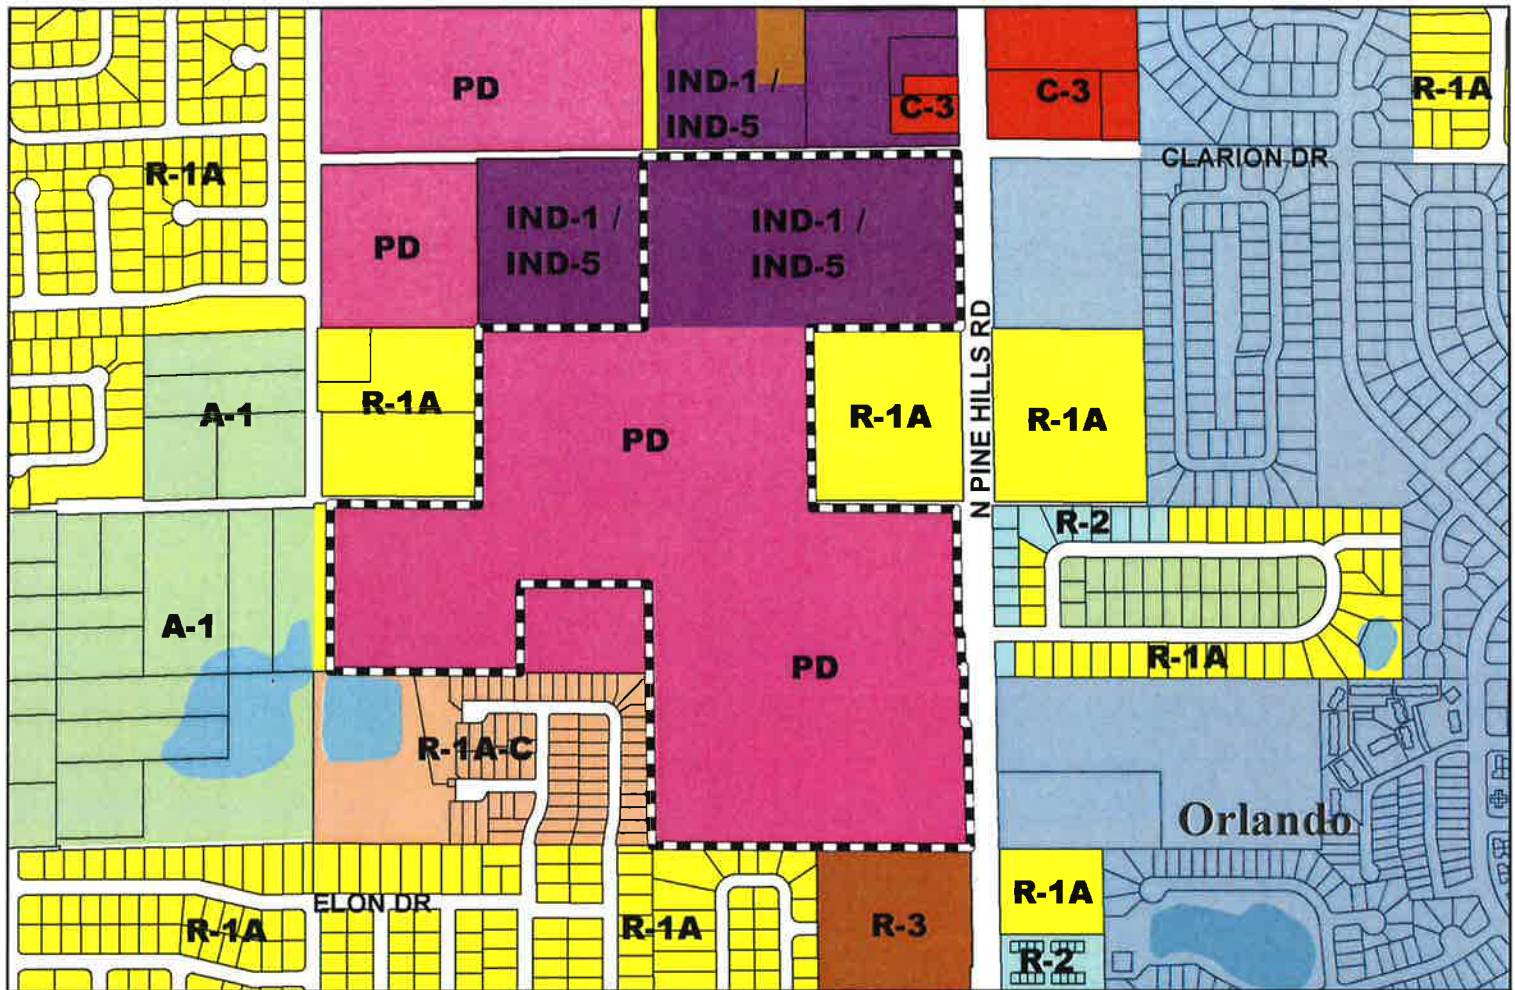 PD
IND-1 /
IND-5
C-3
C-3
R-1A
CLARION DR
R-1A
PD
IND-1 /
IND-5
IND-1 /
IND-5
A-1
R-1A
PD
R-1A
N PINE HILLS RD
R-1A
R-2
A-1
PD
R-1A
R-1A-C
Orlando
ELON DR
R-1A
R-1A
R-3
R-1A
R-2